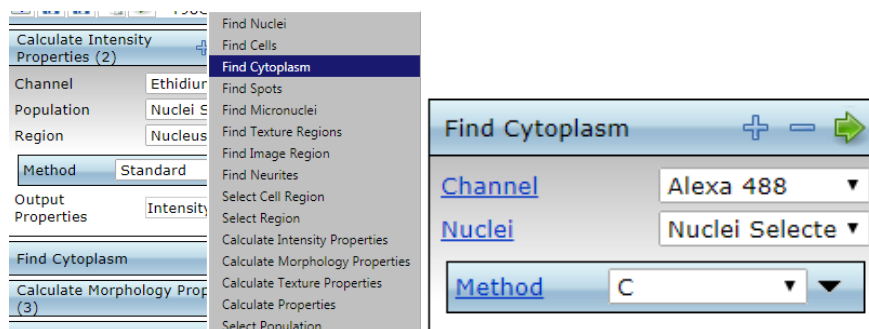 Calculate Intensity
Properties (2)
Channel
Ethidiur
Population
Nuclei S
Region
Nucleus
Method
Standard
Output
Properties
Intensity
Find Cytoplasm
Calculate Morphology Prop
(3)
Find Nuclei
Find Cells
Find Cytoplasm
Find Spots
Find Micronuclei
Find Texture Regions
Find Image Region
Find Neurites
Select Cell Region
Select Region
Calculate Intensity Properties
Calculate Morphology Properties
Calculate Texture Properties
Calculate Properties
Select Population
Find Cytoplasm
Channel
Alexa 488
Nuclei
Nuclei Selecte
Method
C